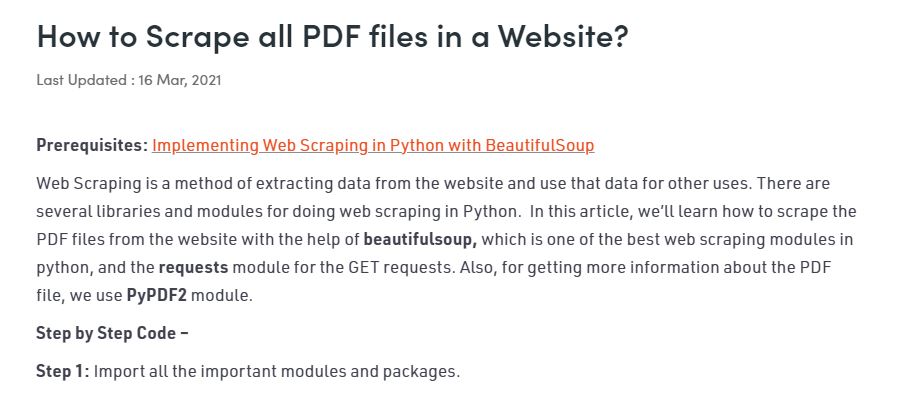 How to Scrape all PDF files in a Website?
Last Updated : 16 Mar, 2021
Prerequisites: Implementing Web Scraping in Python with BeautifulSoup
Web Scraping is a method of extracting data from the website and use that data for other uses. There are
several libraries and modules for doing web scraping in Python.  In this article, we’ll learn how to scrape the
PDF files from the website with the help of beautifulsoup, which is one of the best web scraping modules in
python, and the requests module for the GET requests. Also, for getting more information about the PDF
file, we use PyPDF2 module.
Step by Step Code –
Step 1: Import all the important modules and packages.